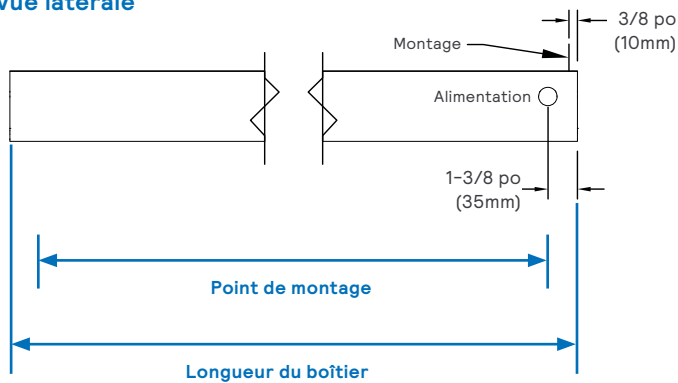 vue latérale
3/8 po
(10mm)
Montage
Alimentation
1-3/8 po
(35mm)
Point de montage
Longueur du boîtier